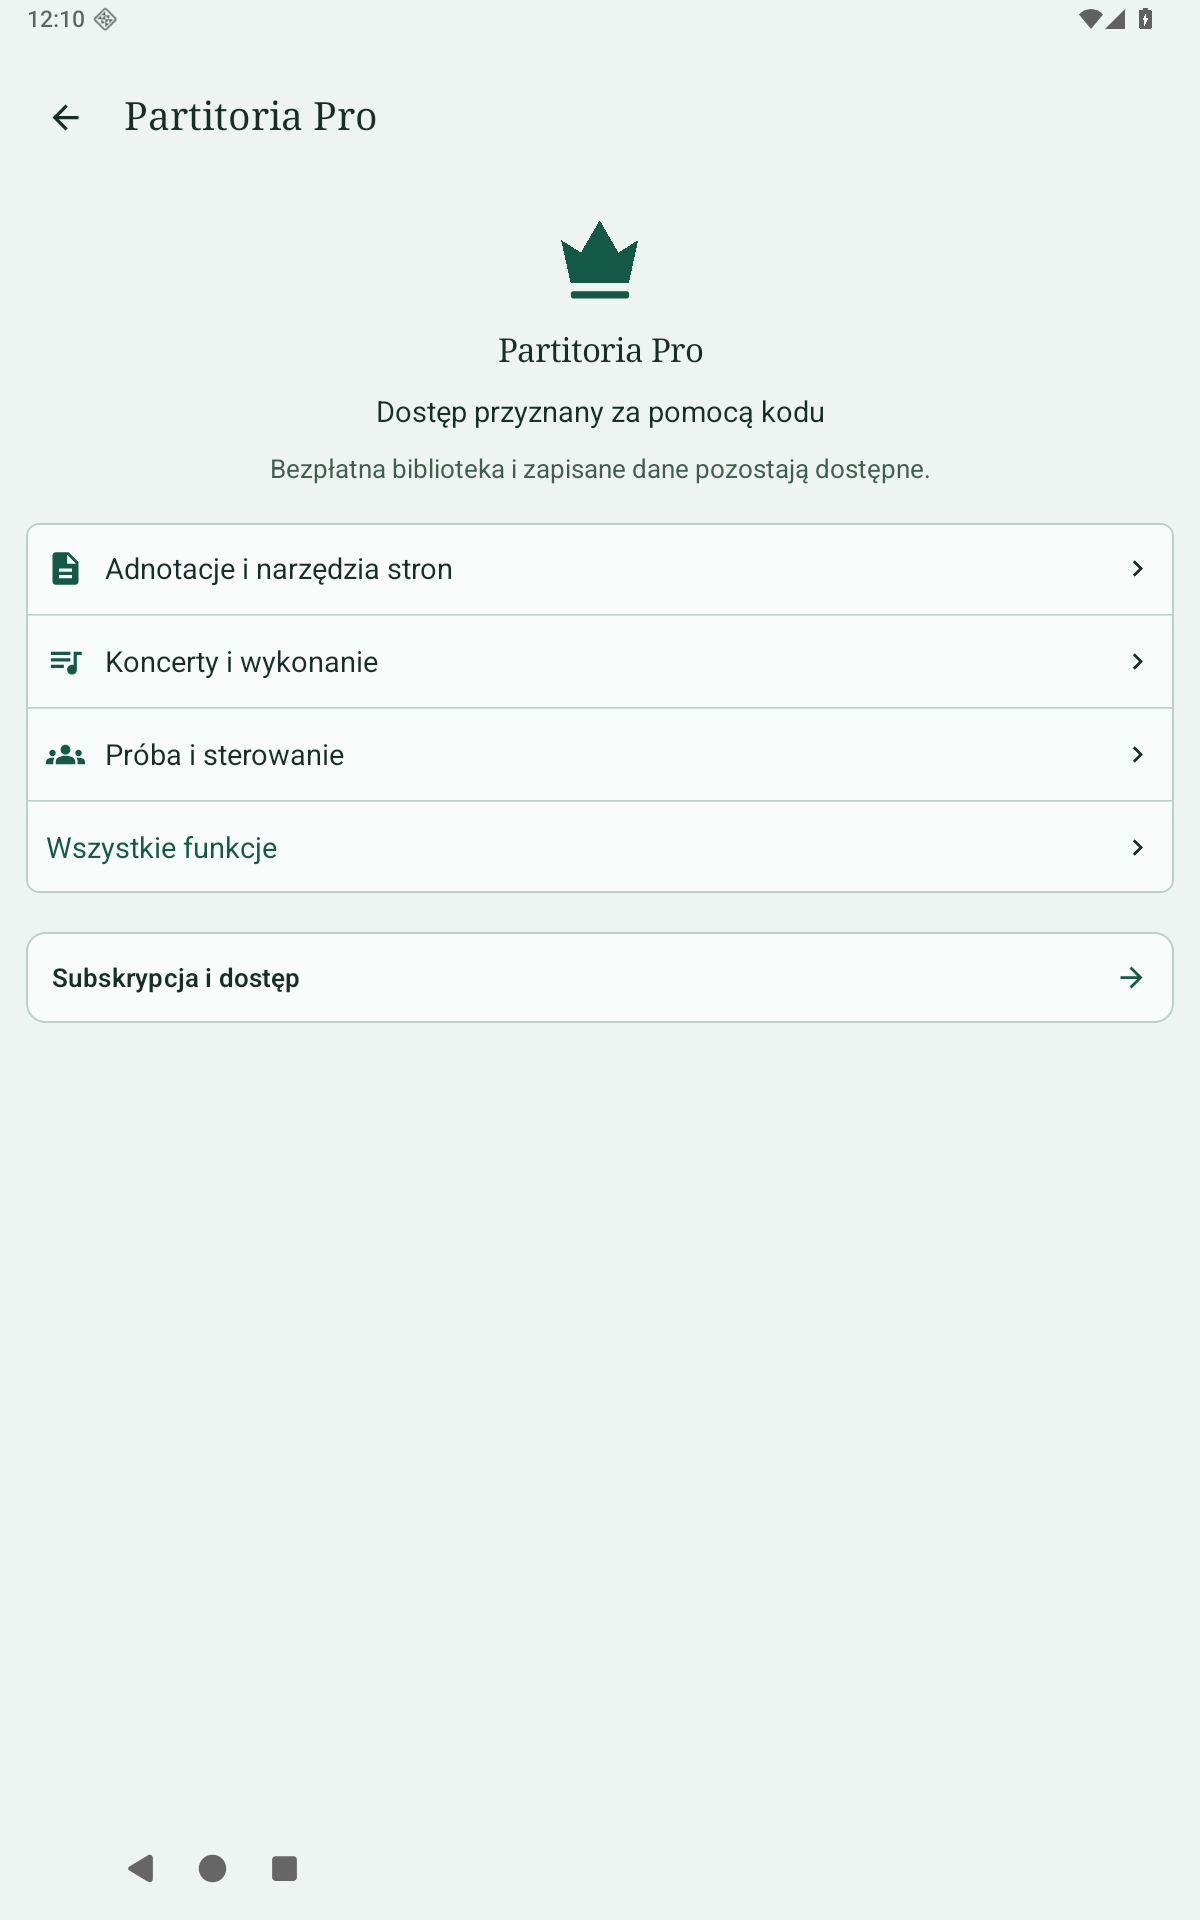 12:10
Partitoria Pro
Partitoria Pro
Dostęp przyznany za pomocą kodu
Bezpłatna biblioteka i zapisane dane pozostają dostępne.
Adnotacje i narzędzia stron
Koncerty i wykonanie
Próba i sterowanie
Wszystkie funkcje
Subskrypcja i dostęp